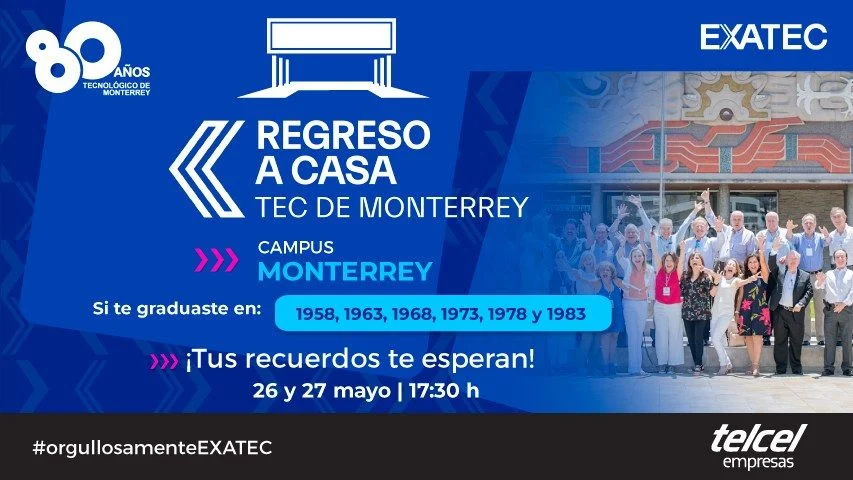 80 AÑOS
TECNOLÓGICO DE
MONTERREY
EXATEC
REGRESO
A CASA
TEC DE MONTERREY
CAMPUS
MONTERREY
Si te graduaste en: 1958, 1963, 1968, 1973, 1978 y 1983
¡Tus recuerdos te esperan!
26 y 27 mayo | 17:30 h
#orgullosamenteEXATEC
telcel
empresas